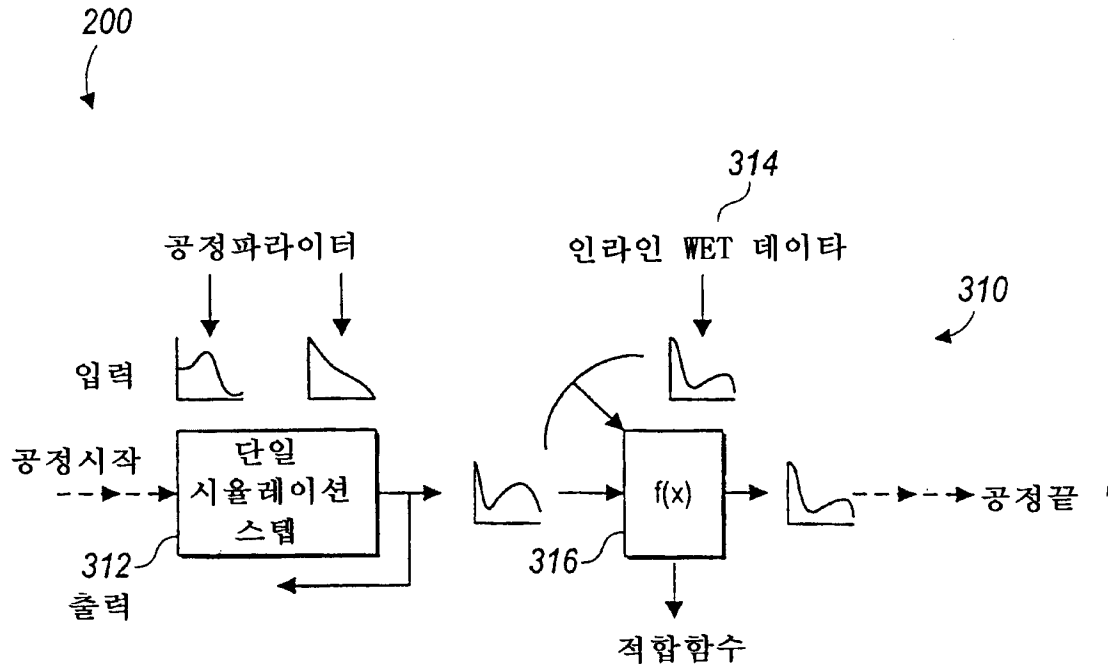 200
314
공정파라이터
인라인 WET 데이타
310
입력
공정시작
단일
시율레이션
스텝
f(x)
공정끝
312
316
출력
적합함수